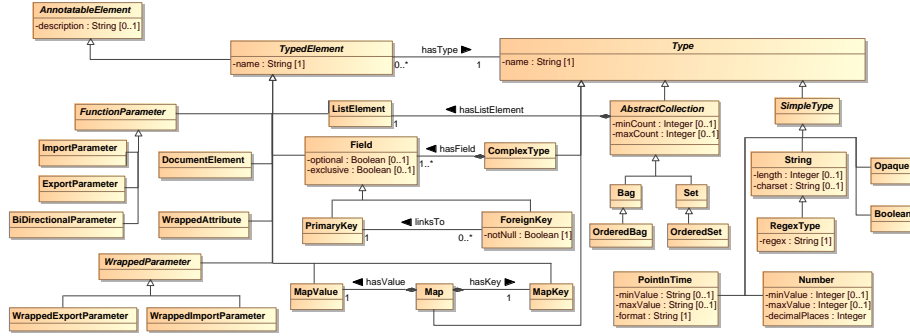 AnnotatableElement
-description : String [0..1]
TypedElement
-name : String [1]
hasType
0..*
1
Type
-name : String [1]
FunctionParameter
ListElement
1
hasListElement
AbstractCollection
-minCount : Integer [0..1]
-maxCount : Integer [0..1]
SimpleType
ImportParameter
ExportParameter
BiDirectionalParameter
DocumentElement
WrappedAttribute
Field
-optional : Boolean [0..1]
-exclusive : Boolean [0..1]
hasField
1..*
ComplexType
String
-length : Integer [0..1]
-charset : String [0..1]
Opaque
Boolean
Bag
Set
OrderedBag
OrderedSet
RegexType
-regex : String [1]
PrimaryKey
1
linksTo
0..*
ForeignKey
-notNull : Boolean [1]
WrappedParameter
WrappedExportParameter
WrappedImportParameter
MapValue
1
hasValue
Map
hasKey
1
MapKey
PointInTime
-minValue : String [0..1]
-maxValue : String [0..1]
-format : String [1]
Number
-minValue : Integer [0..1]
-maxValue : Integer [0..1]
-decimalPlaces : Integer